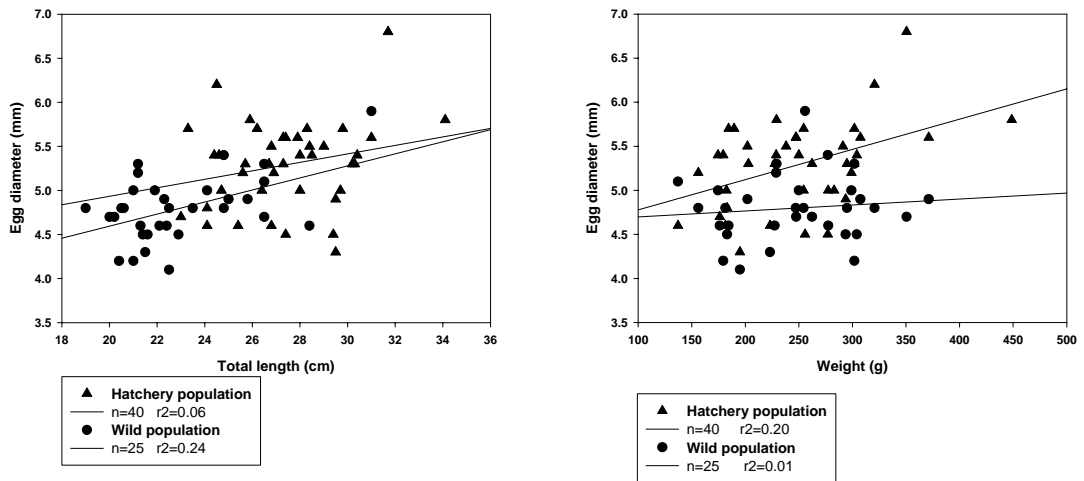 7.0
6.5
6.0
5.5
5.0
4.5
4.0
3.5
Egg diameter (mm)
18 20 22 24 26 28 30 32 34 36
Total length (cm)
Hatchery population
n=40 r2=0.06
Wild population
n=25 r2=0.24
7.0
6.5
6.0
5.5
5.0
4.5
4.0
3.5
Egg diameter (mm)
100 150 200 250 300 350 400 450 500
Weight (g)
Hatchery population
n=40 r2=0.20
Wild population
n=25 r2=0.01